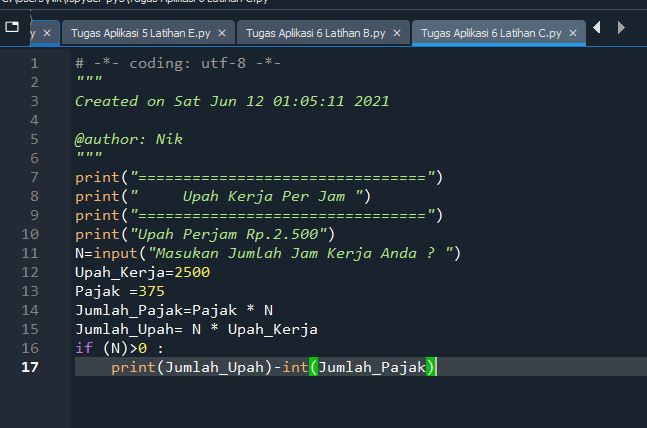 y ×
Tugas Aplikasi 5 Latihan E.py ×
Tugas Aplikasi 6 Latihan B.py ×
Tugas Aplikasi 6 Latihan C.py ×
1 # -*- coding: utf-8 -*-
2 """
3 Created on Sat Jun 12 01:05:11 2021
4
5 @author: Nik
6 """
7 print("================================")
8 print("     Upah Kerja Per Jam ")
9 print("================================")
10 print("Upah Perjam Rp.2.500")
11 N=input("Masukan Jumlah Jam Kerja Anda ? ")
12 Upah_Kerja=2500
13 Pajak =375
14 Jumlah_Pajak=Pajak * N
15 Jumlah_Upah= N * Upah_Kerja
16 if (N)>0 :
17     print(Jumlah_Upah)-int(Jumlah_Pajak)